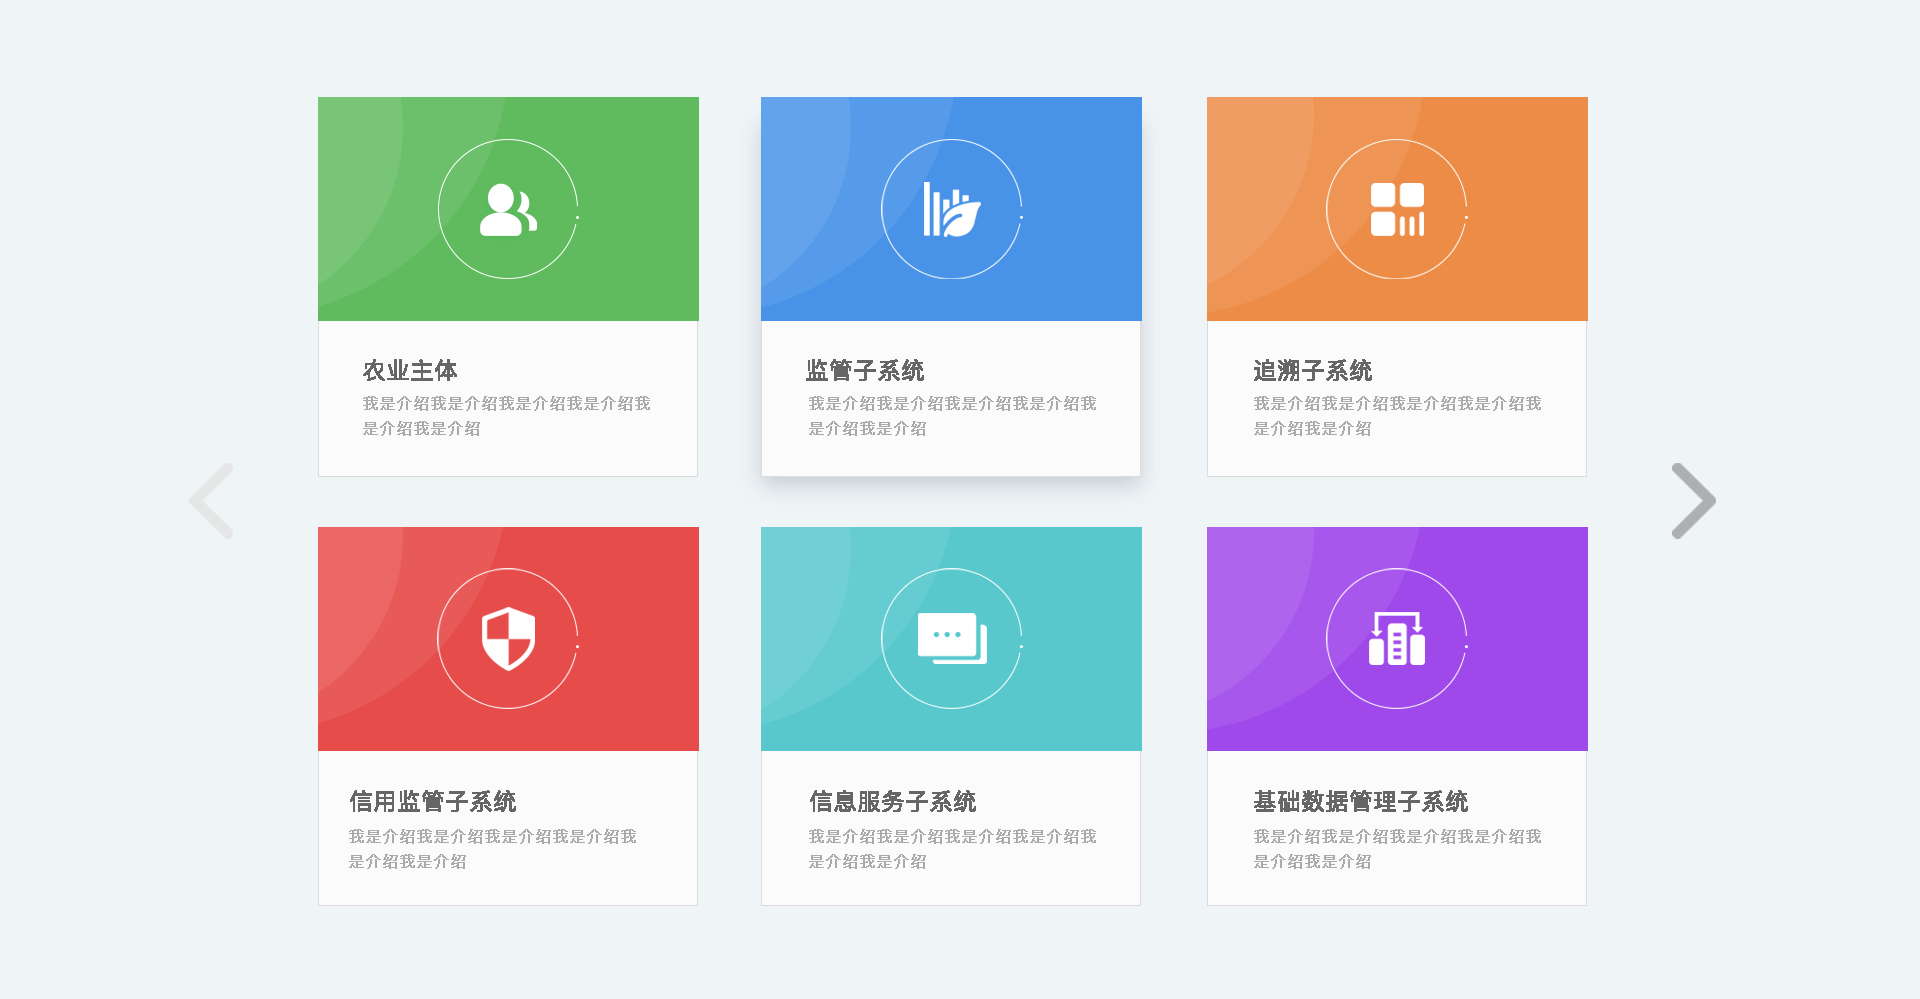 农业主体
我是介绍我是介绍我是介绍我是介绍我
是介绍我是介绍
监管子系统
我是介绍我是介绍我是介绍我是介绍我
是介绍我是介绍
追溯子系统
我是介绍我是介绍我是介绍我是介绍我
是介绍我是介绍
信用监管子系统
我是介绍我是介绍我是介绍我是介绍我
是介绍我是介绍
信息服务子系统
我是介绍我是介绍我是介绍我是介绍我
是介绍我是介绍
基础数据管理子系统
我是介绍我是介绍我是介绍我是介绍我
是介绍我是介绍